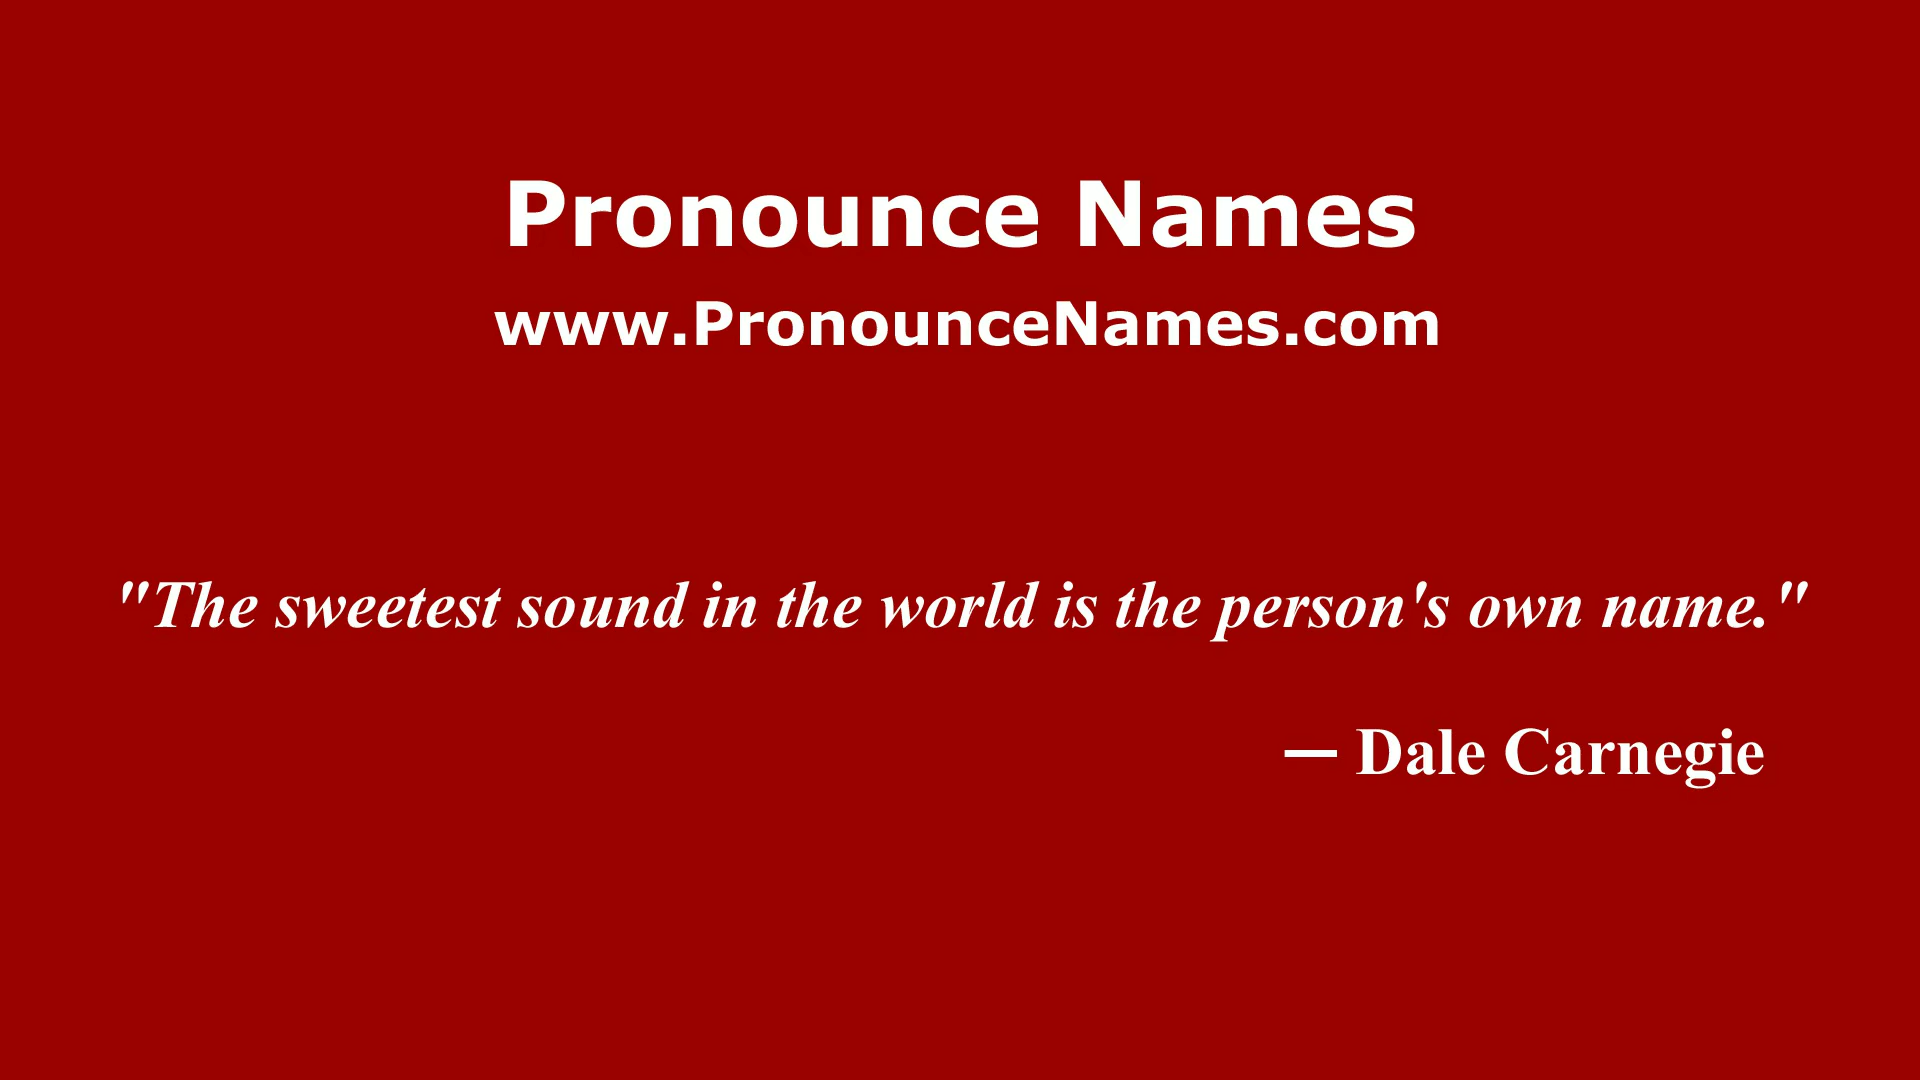 Pronounce Names
www.PronounceNames.com
"The sweetest sound in the world is the person's own name."
— Dale Carnegie